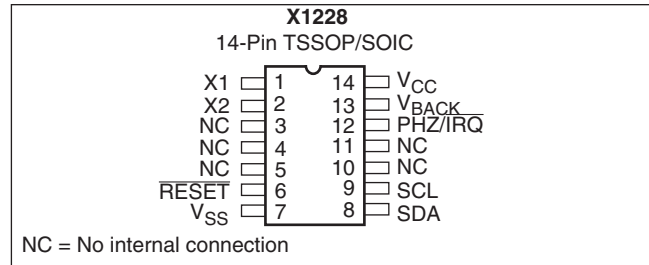 X1228
14-Pin TSSOP/SOIC
X1 1 14 VCC
X2 2 13 VBACK
NC 3 12 PHZ/IRQ
NC 4 11 NC
NC 5 10 NC
RESET 6 9 SCL
VSS 7 8 SDA
NC = No internal connection